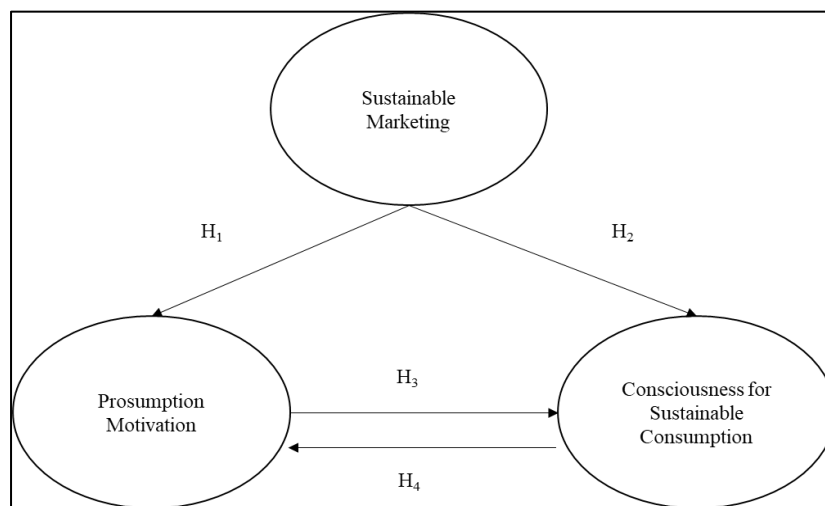 Sustainable
Marketing
H₁
H₂
H₃
Prosumption
Motivation
Consciousness for
Sustainable
Consumption
H₄